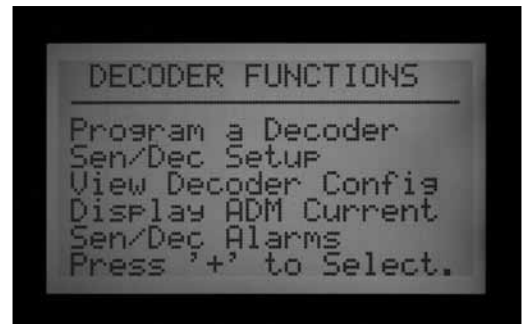 DECODER FUNCTIONS
Program a Decoder
Sen/Dec Setup
View Decoder Config
Display ADM Current
Sen/Dec Alarms
Press '+' to Select.